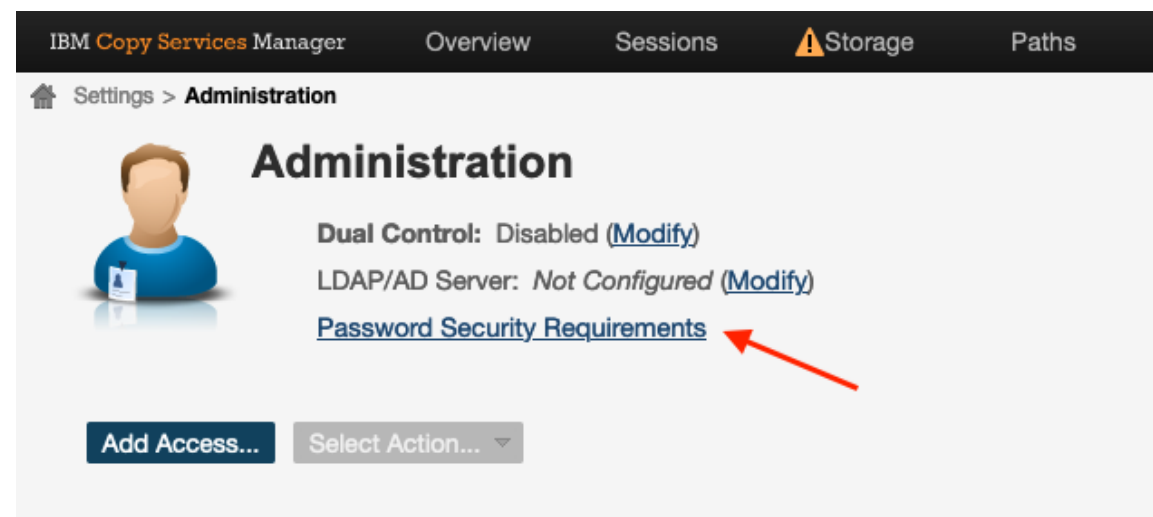 IBM Copy Services Manager Overview Sessions Storage Paths
Settings > Administration
Administration
Dual Control: Disabled (Modify)
LDAP/AD Server: Not Configured (Modify)
Password Security Requirements
Add Access... Select Action...